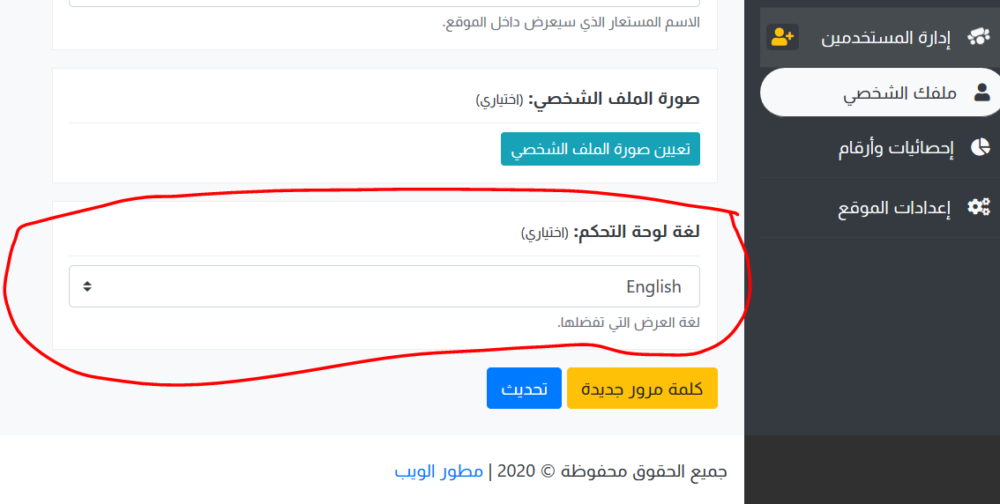 إدارة المستخدمين
ملفك الشخصي
إحصائيات وأرقام
إعدادات الموقع
الاسم المستعار الذي سيعرض داخل الموقع.
صورة الملف الشخصي: (اختياري)
تعيين صورة الملف الشخصي
لغة لوحة التحكم: (اختياري)
English
لغة العرض التي تفضلها.
كلمة مرور جديدة
تحديث
جميع الحقوق محفوظة © 2020 | مطور الويب